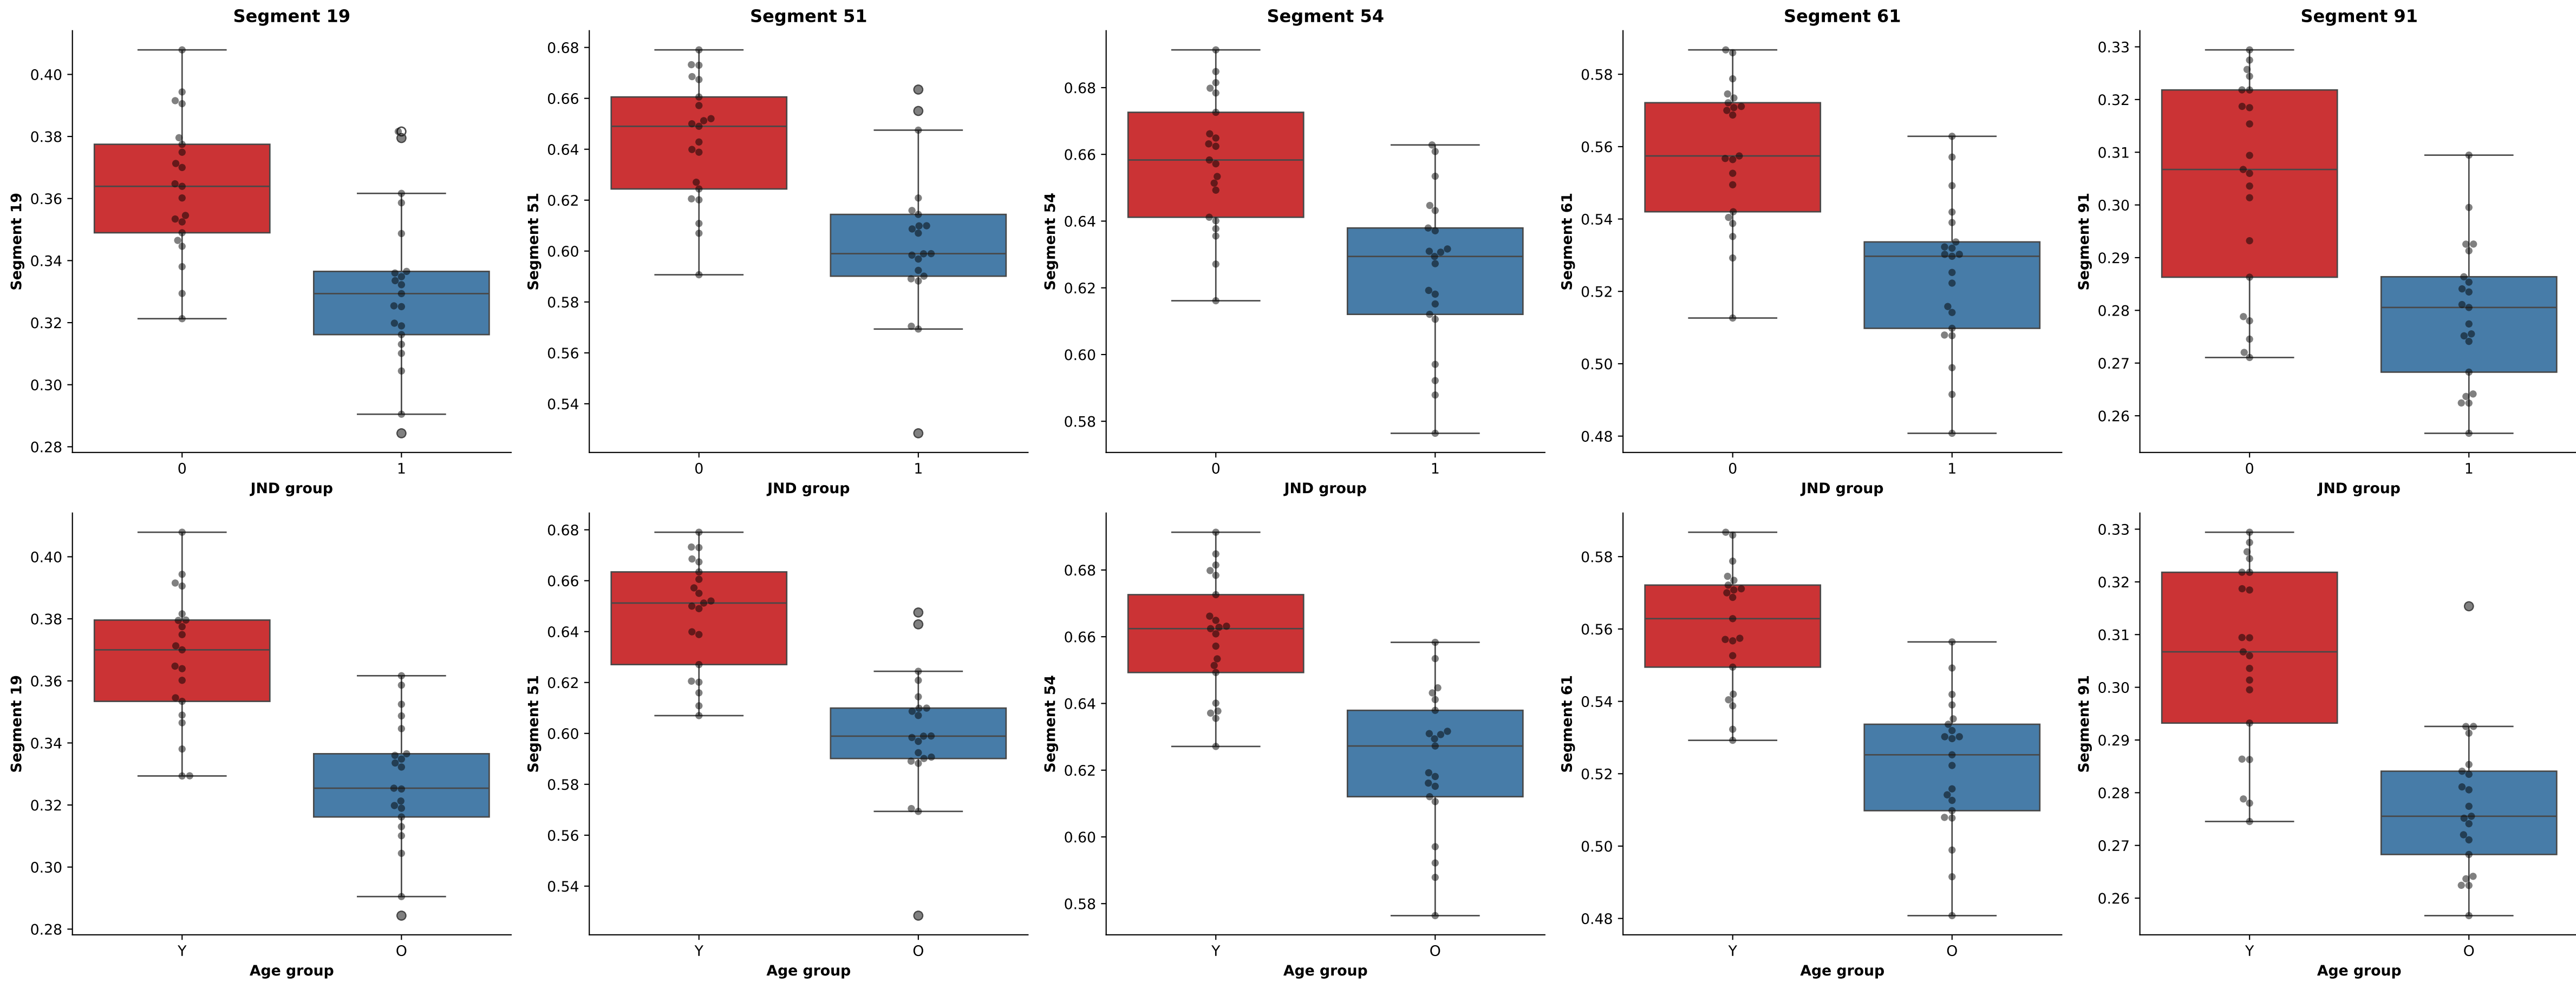 Segment 19
Segment 51
Segment 54
Segment 61
Segment 91
Segment 19
0.40
0.38
0.36
0.34
0.32
0.30
0.28
0
1
JND group
Segment 51
0.68
0.66
0.64
0.62
0.60
0.58
0.56
0.54
0
1
JND group
Segment 54
0.68
0.66
0.64
0.62
0.60
0.58
0
1
JND group
Segment 61
0.58
0.56
0.54
0.52
0.50
0.48
0
1
JND group
Segment 91
0.33
0.32
0.31
0.30
0.29
0.28
0.27
0.26
0
1
JND group
Segment 19
0.40
0.38
0.36
0.34
0.32
0.30
0.28
Y
O
Age group
Segment 51
0.68
0.66
0.64
0.62
0.60
0.58
0.56
0.54
Y
O
Age group
Segment 54
0.68
0.66
0.64
0.62
0.60
0.58
Y
O
Age group
Segment 61
0.58
0.56
0.54
0.52
0.50
0.48
Y
O
Age group
Segment 91
0.33
0.32
0.31
0.30
0.29
0.28
0.27
0.26
Y
O
Age group